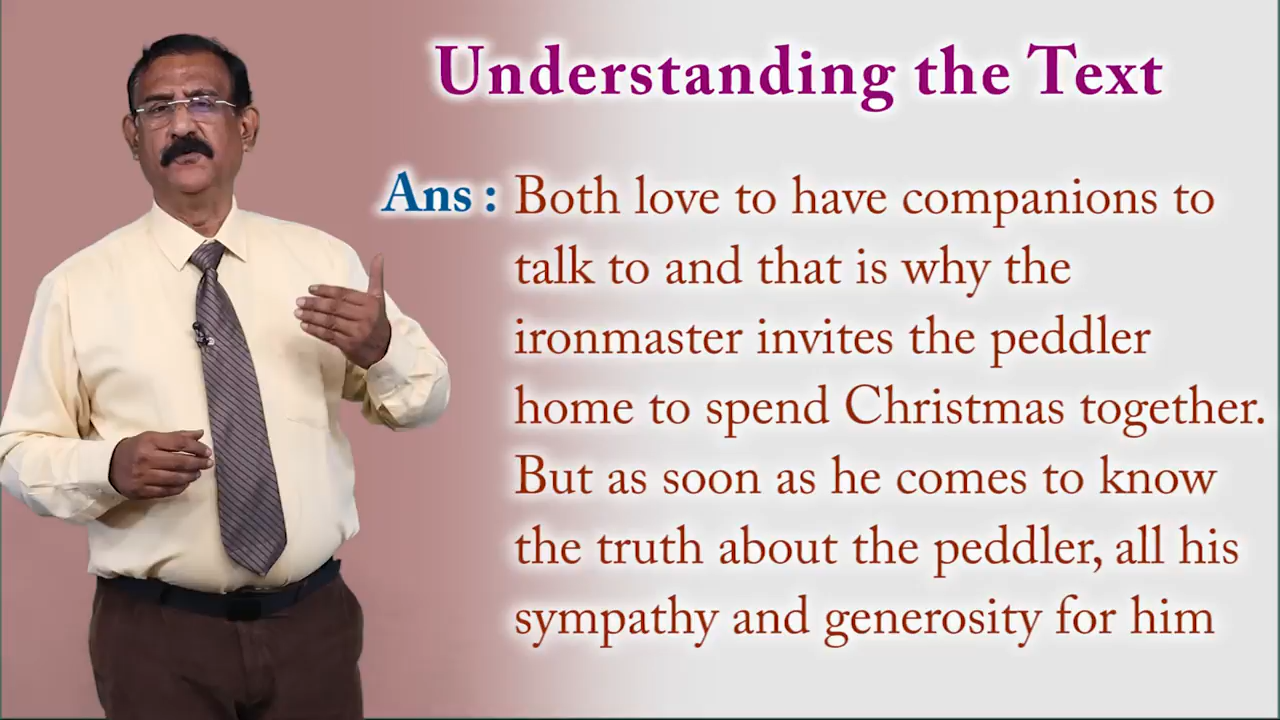 Understanding the Text
Ans : Both love to have companions to
talk to and that is why the
ironmaster invites the peddler
home to spend Christmas together.
But as soon as he comes to know
the truth about the peddler, all his
sympathy and generosity for him